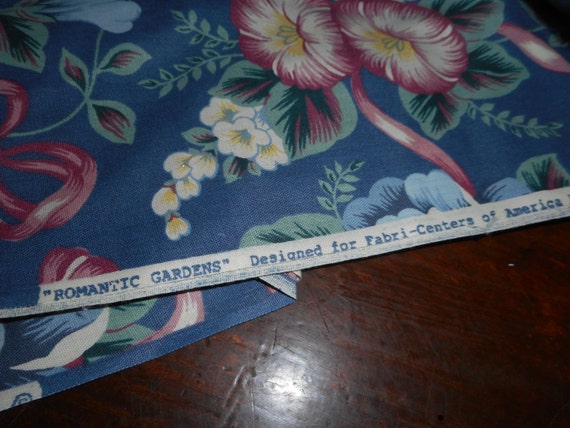 "ROMANTIC GARDENS" Designed for Fabri-Centers of America
©